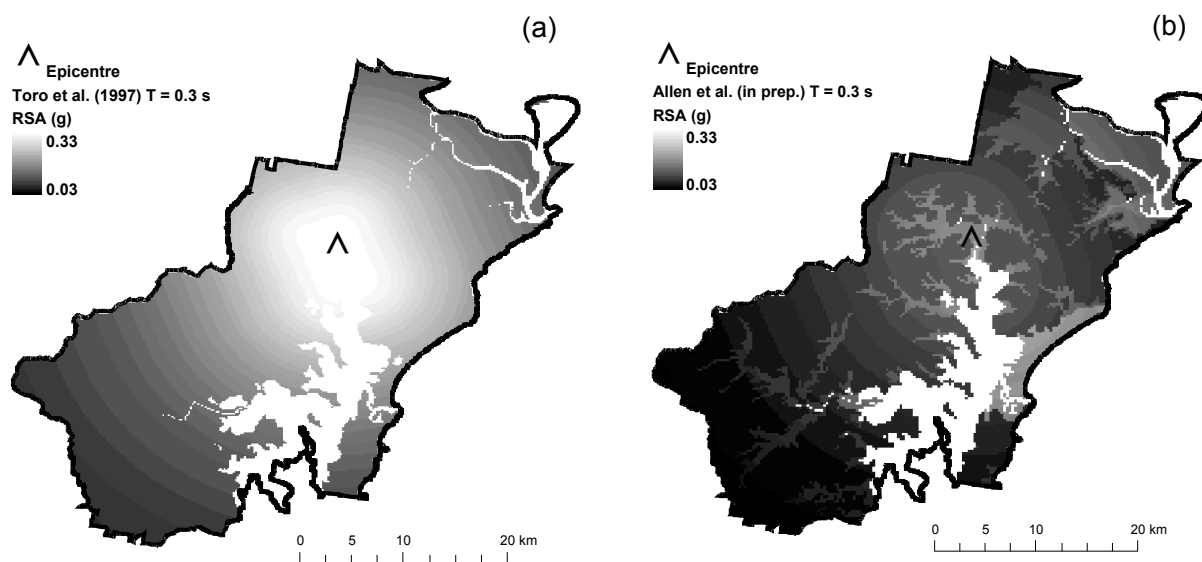 (a)
Epicentre
Toro et al. (1997) T = 0.3 s
RSA (g)
0.33
0.03
0 5 10 20 km
(b)
Epicentre
Allen et al. (in prep.) T = 0.3 s
RSA (g)
0.33
0.03
0 5 10 20 km